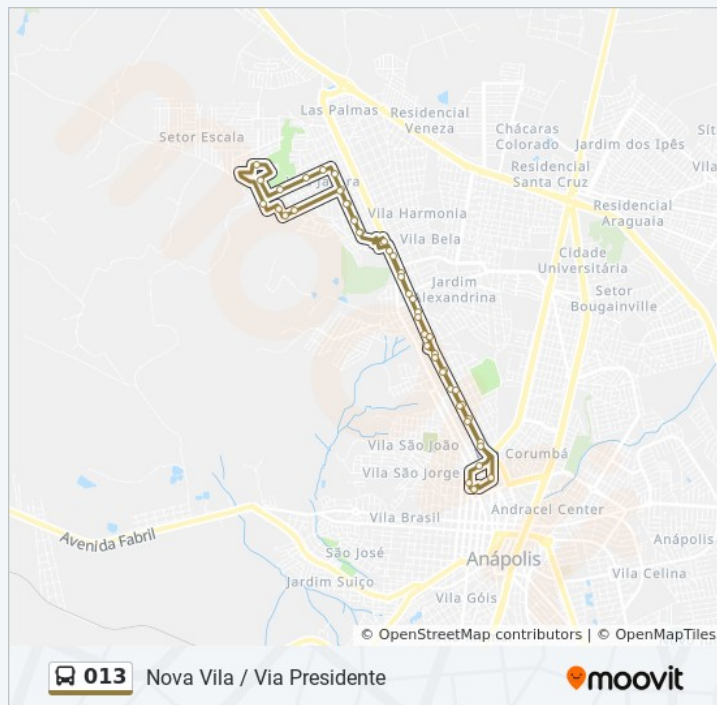 Las Palmas
Residencial
Veneza
Chácaras
Colorado
Jardim dos Ipês
Setor Escala
Residencial
Santa Cruz
Residencial
Araguaia
Vila Harmonia
Vila Bela
Cidade
Universitária
Jardim
Alexandrina
Setor
Bougainville
Vila São João
Corumbá
Vila São Jorge
Andracel Center
Vila Brasil
Avenida Fabril
São José
Anápolis
Anápolis
Jardim Suiço
Vila Celina
Vila Góis
© OpenStreetMap contributors | © OpenMapTiles
013 Nova Vila / Via Presidente
moovit